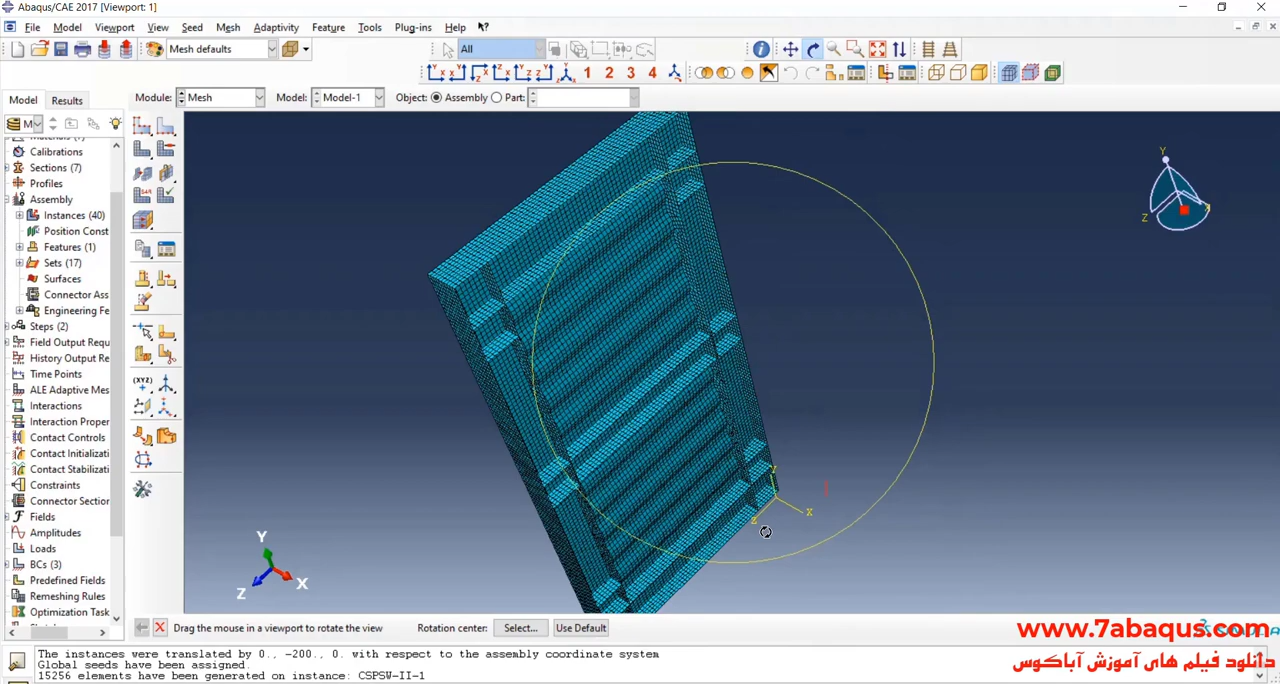 Abaqus/CAE 2017 [Viewport: 1]
File Model Viewport View Seed Mesh Adaptivity Feature Tools Plug-ins Help
Mesh defaults
All
1 2 3 4
Model Results
Module: Mesh Model: Model-1 Object: Assembly Part:
Calibrations
Sections (7)
Profiles
Assembly
Instances (40)
Position Const
Features (1)
Sets (17)
Surfaces
Connector Ass
Engineering Fe
Steps (2)
Field Output Requ
History Output Re
Time Points
ALE Adaptive Mes
Interactions
Interaction Proper
Contact Controls
Contact Initializati
Contact Stabilizati
Constraints
Connector Section
Fields
Amplitudes
Loads
BCs (3)
Predefined Fields
Remeshing Rules
Optimization Task
Y
Z
X
Y
X
Z
Y
Z
X
Drag the mouse in a viewport to rotate the view Rotation center: Select... Use Default
www.7abaqus.com
دانلود فیلم های آموزش آباکوس
The instances were translated by 0., -200., 0. with respect to the assembly coordinate system
Global seeds have been assigned.
15256 elements have been generated on instance: CSPSW-II-1